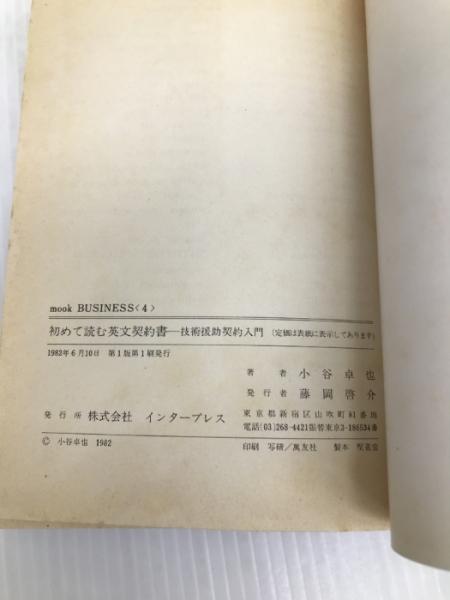 mook BUSINESS〈4〉
初めて読む英文契約書─技術援助契約入門 (定価は表紙に表示してあります)
1982年6月10日 第1版第1刷発行
著者 小谷卓也
発行者 藤岡啓介
発行所 株式会社 インタープレス
東京都新宿区山吹町81番地
電話(03)268-4421 振替東京3-186534番
© 小谷卓也 1982
印刷 写研/萬友社 製本